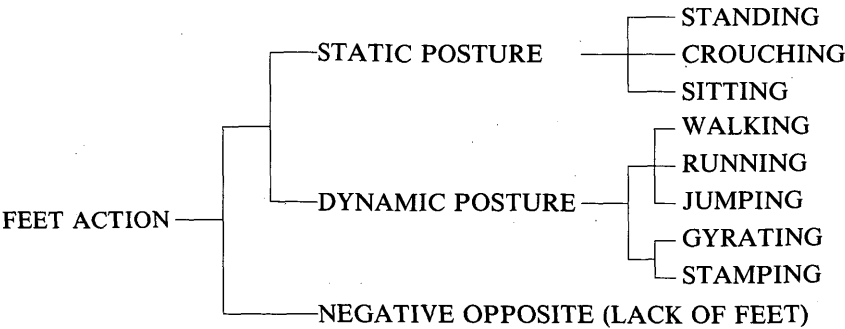 STANDING
STATIC POSTURE
CROUCHING
SITTING
WALKING
RUNNING
DYNAMIC POSTURE
JUMPING
FEET ACTION
GYRATING
STAMPING
NEGATIVE OPPOSITE (LACK OF FEET)